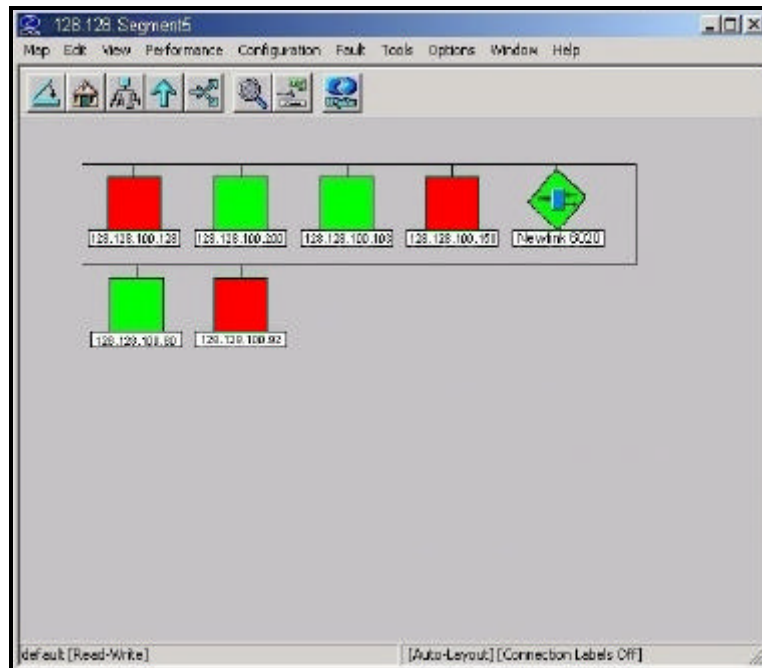 128.128.Segment5
Map Edit View Performance Configuration Fault Tools Options Window Help
128.128.100.128 128.128.100.200 128.128.100.103 128.128.100.150 Newlink 6020
128.128.100.80 128.128.100.92
default [Read-Write] [Auto-Layout] [Connection Labels Off]